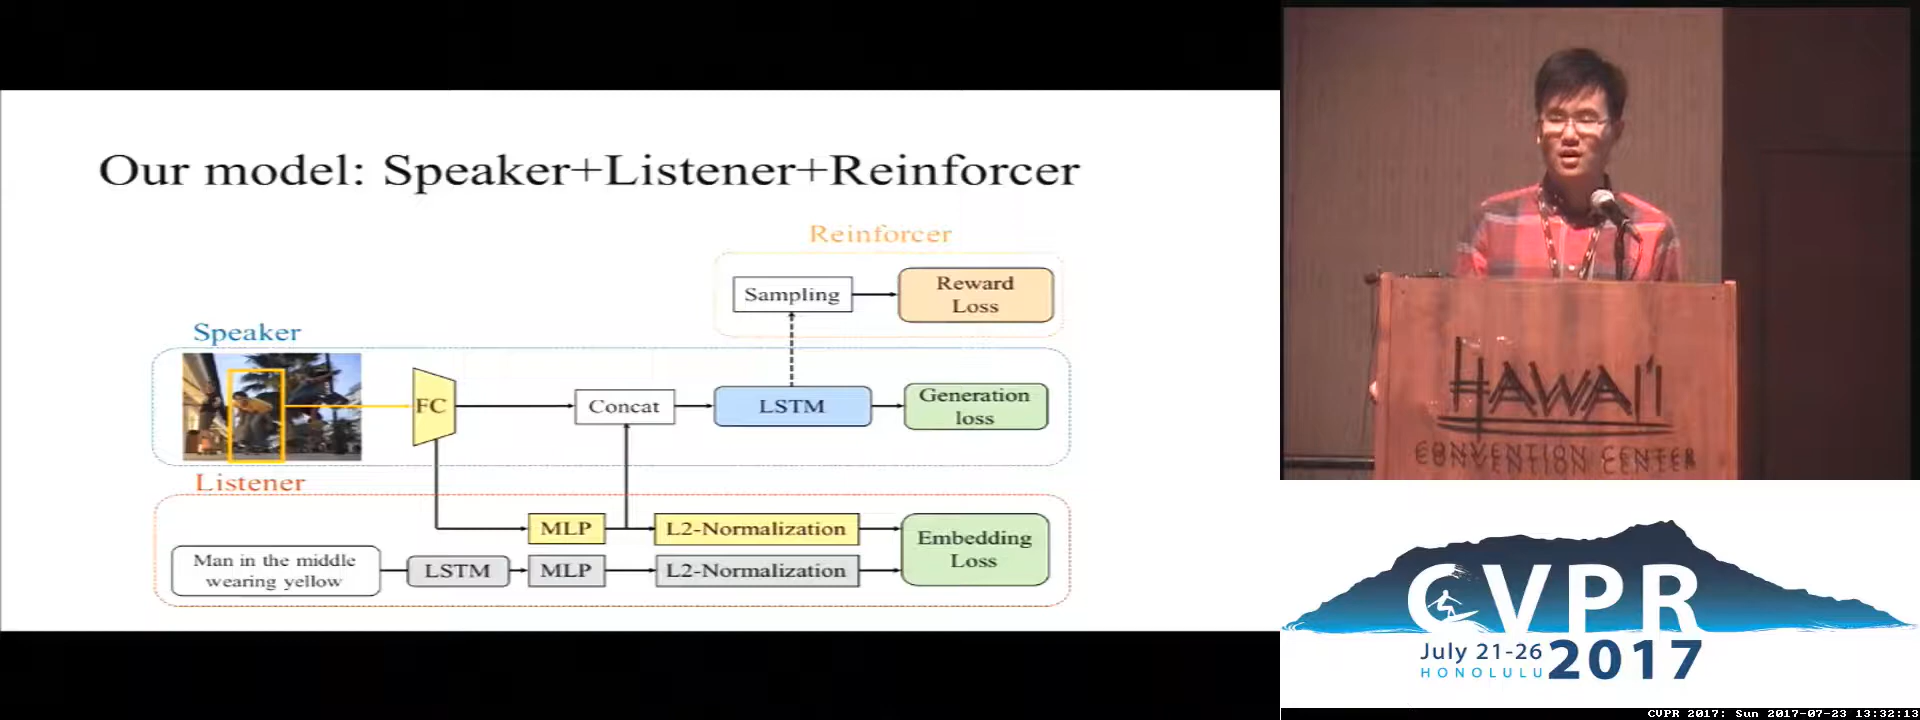 Our model: Speaker+Listener+Reinforcer
Reinforcer
Sampling
Reward
Loss
Speaker
FC
Concat
LSTM
Generation
loss
Listener
MLP
L2-Normalization
Embedding
Loss
Man in the middle
wearing yellow
LSTM
MLP
L2-Normalization
HAWAI'I
CONVENTION CENTER
CVPR
July 21-26
HONOLULU
2017
CVPR 2017: Sun 2017-07-23 13:32:13